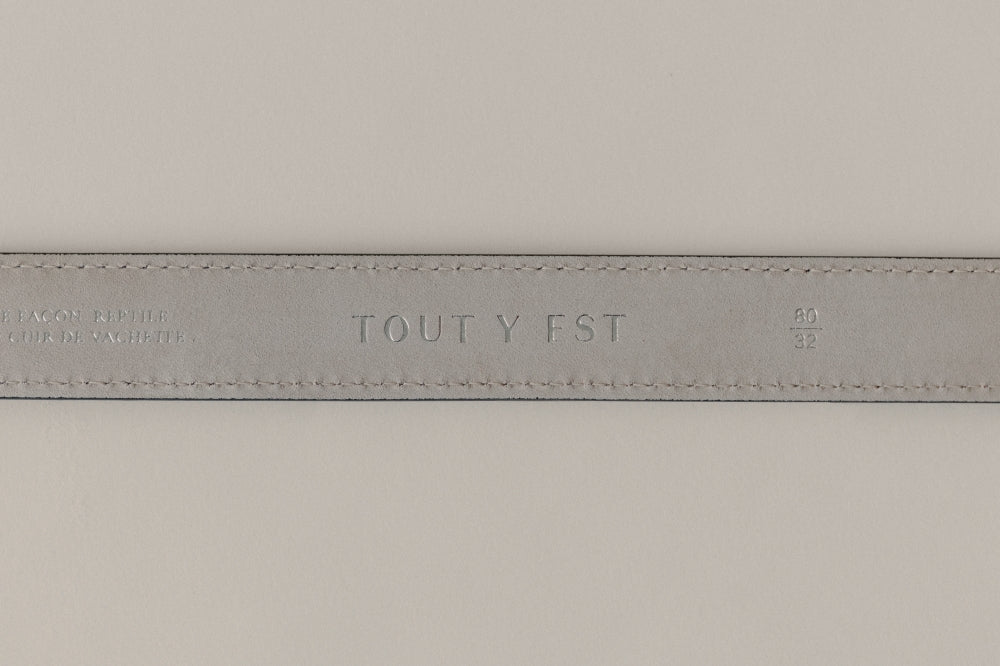 E FAÇON REPTILE
CUIR DE VACHETTE
TOUT Y EST
80
32